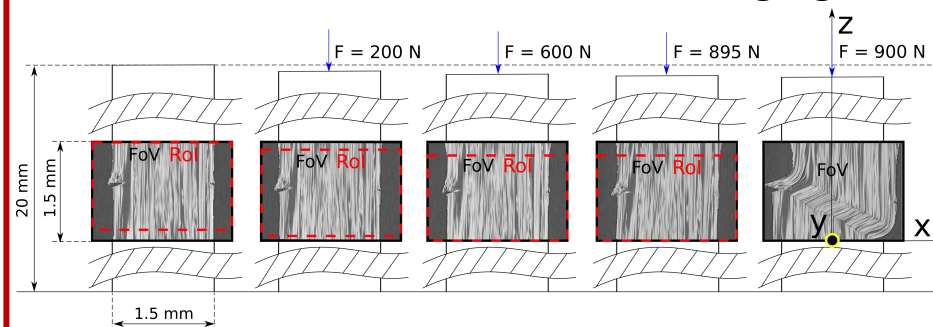 z
F = 200 N
F = 600 N
F = 895 N
F = 900 N
FoV RoI
FoV RoI
FoV RoI
FoV RoI
FoV
20 mm
1.5 mm
y
x
1.5 mm